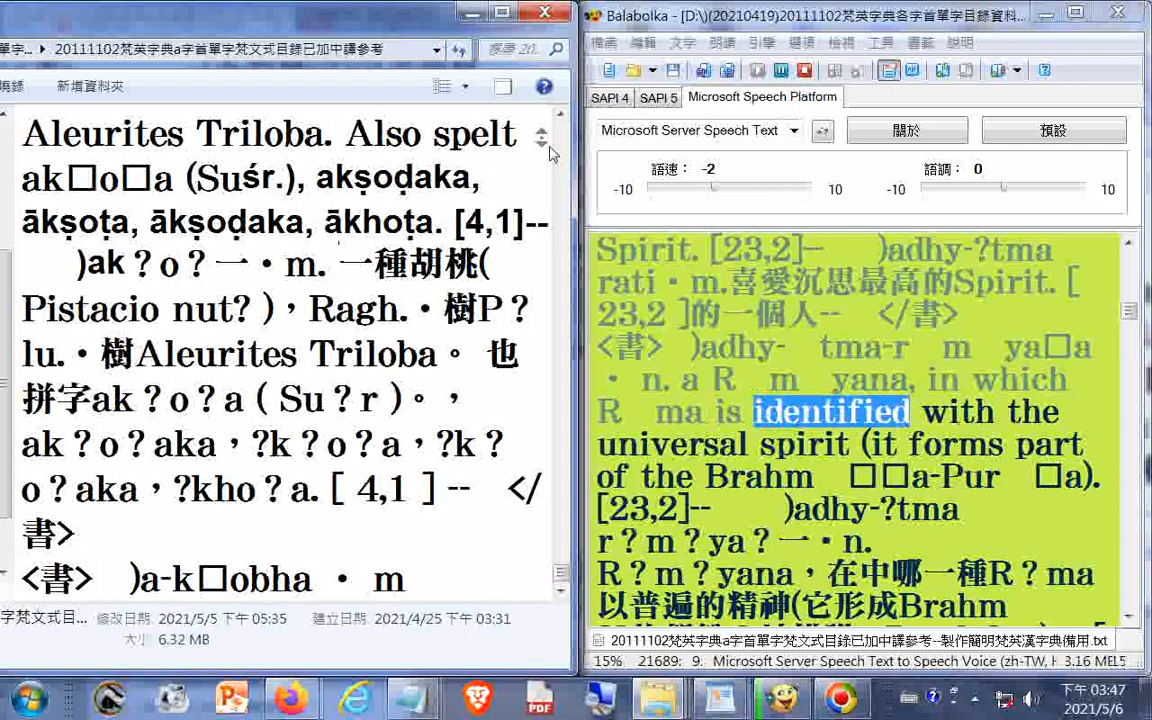 單字... ▸ 20111102梵英字典a字首單字梵文式目錄已加中譯參考
搜尋 20...
燒錄 新增資料夾
Aleurites Triloba. Also spelt
ak□o□a (Suśr.), akṣoḍaka,
ākṣoṭa, ākṣoḍaka, ākhoṭa. [4,1]--
)ak？o？一・m. 一種胡桃(
Pistacio nut? )，Ragh.・樹P？
lu.・樹Aleurites Triloba。 也
拼字ak？o？a ( Su？r )。，
ak？o？aka，?k？o？a，?k？
o？aka，?kho？a. [ 4,1 ] -- </
書>
<書> )a-k□obha ・ m
字梵文式目... 修改日期: 2021/5/5 下午 05:35 建立日期: 2021/4/25 下午 03:31
大小: 6.32 MB
Balabolka - [D:\)(20210419)20111102梵英字典各字首單字目錄資料...
檔案 編輯 文字 朗讀 引擎 選項 檢視 工具 書籤 說明
SAPI 4 SAPI 5 Microsoft Speech Platform
Microsoft Server Speech Text 關於 預設
語速: -2 語調: 0
-10 10 -10 10
Spirit. [23,2]-- )adhy-?tma
rati・m.喜愛沉思最高的Spirit. [
23,2 ]的一個人-- </書>
<書> )adhy- tma-r m ya□a
・ n. a R m yana, in which
R ma is identified with the
universal spirit (it forms part
of the Brahm □□a-Pur □a).
[23,2]-- )adhy-?tma
r？m？ya？一・n.
R？m？yana，在中哪一種R？ma
以普遍的精神(它形成Brahm
20111102梵英字典a字首單字梵文式目錄已加中譯參考--製作簡明梵英漢字典備用.txt
15% 21689: 9: Microsoft Server Speech Text to Speech Voice (zh-TW, H 3.16 MB
PDF
下午 03:47
2021/5/6